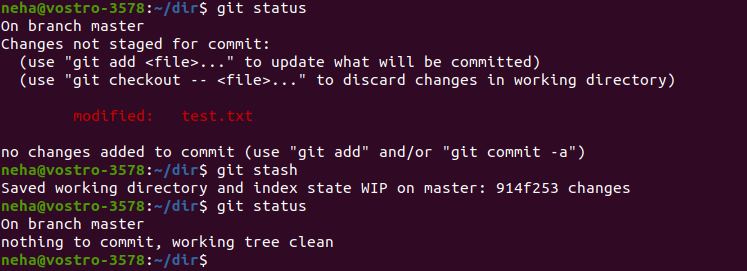 neha@vostro-3578:~/dir$ git status
On branch master
Changes not staged for commit:
  (use "git add <file>..." to update what will be committed)
  (use "git checkout -- <file>..." to discard changes in working directory)
        modified:   test.txt
no changes added to commit (use "git add" and/or "git commit -a")
neha@vostro-3578:~/dir$ git stash
Saved working directory and index state WIP on master: 914f253 changes
neha@vostro-3578:~/dir$ git status
On branch master
nothing to commit, working tree clean
neha@vostro-3578:~/dir$